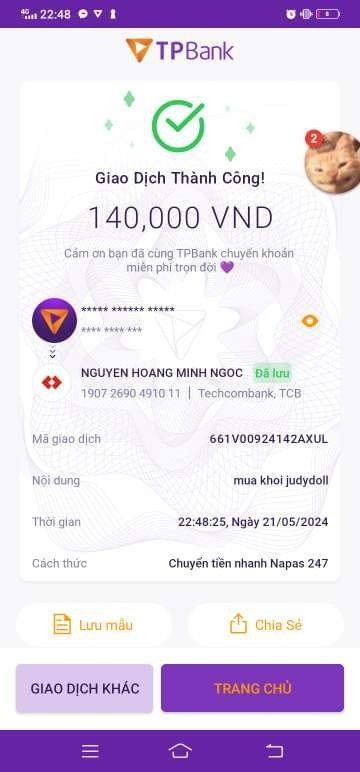 4G 22:48 8
TPBank
2
Giao Dịch Thành Công!
140,000 VND
Cảm ơn bạn đã cùng TPBank chuyển khoản
miễn phí trọn đời 💜
***** ****** *****
**** **** ***
NGUYEN HOANG MINH NGOC Đã lưu
1907 2690 4910 11 | Techcombank, TCB
Mã giao dịch 661V00924142AXUL
Nội dung mua khoi judydoll
Thời gian 22:48:25, Ngày 21/05/2024
Cách thức Chuyển tiền nhanh Napas 247
Lưu mẫu Chia Sẻ
GIAO DỊCH KHÁC TRANG CHỦ